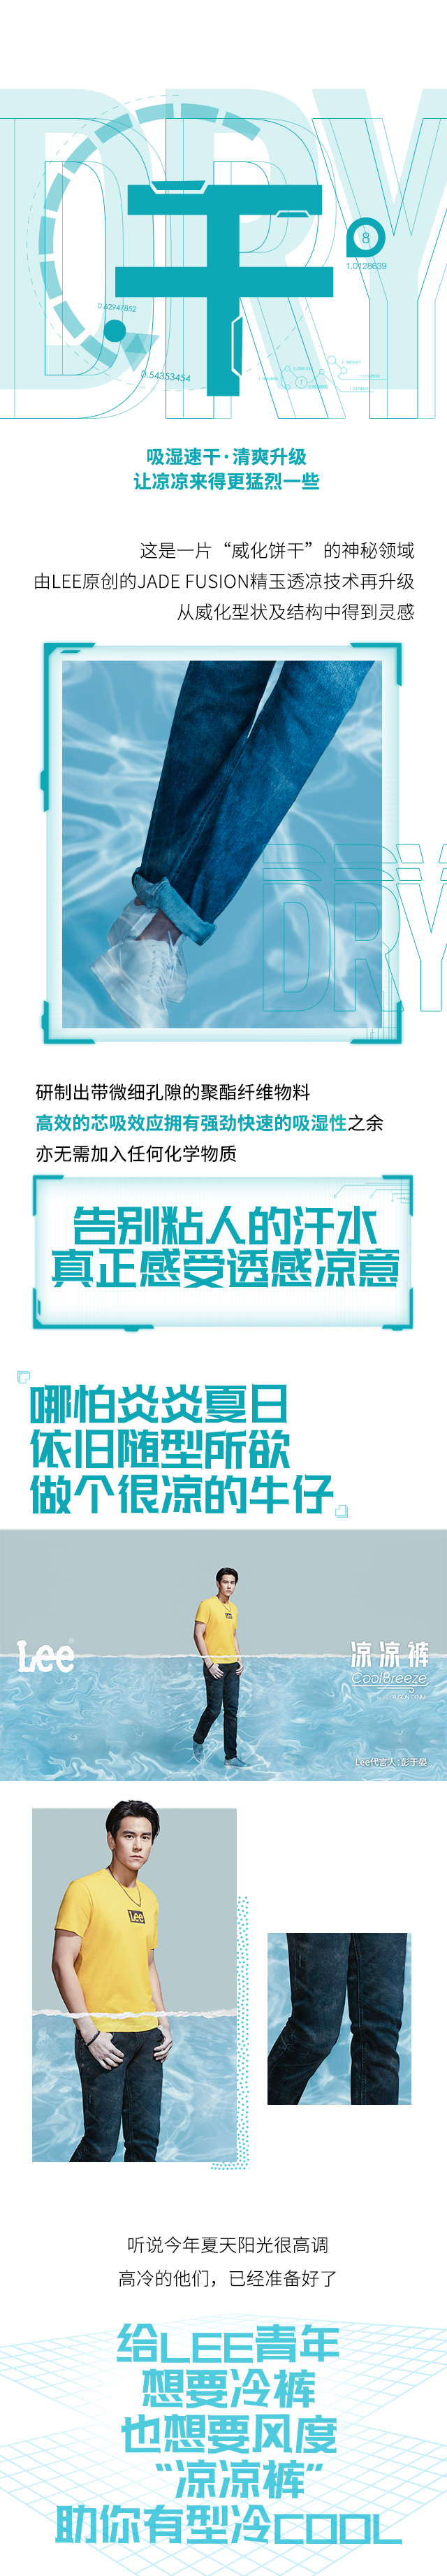 DRY
干
8
1.0128639
0.62947852
0.54353454
吸湿速干·清爽升级
让凉凉来得更猛烈一些
这是一片“威化饼干”的神秘领域
由LEE原创的JADE FUSION精玉透凉技术再升级
从威化型状及结构中得到灵感
DRY
DRY
研制出带微细孔隙的聚酯纤维物料
高效的芯吸效应拥有强劲快速的吸湿性之余
亦无需加入任何化学物质
告别粘人的汗水
真正感受透感凉意
哪怕炎炎夏日
依旧随型所欲
做个很凉的牛仔
Lee
凉凉裤
CoolBreeze
Lee代言人:彭于晏
Lee
听说今年夏天阳光很高调
高冷的他们，已经准备好了
给LEE青年
想要冷裤
也想要风度
“凉凉裤”
助你有型冷COOL